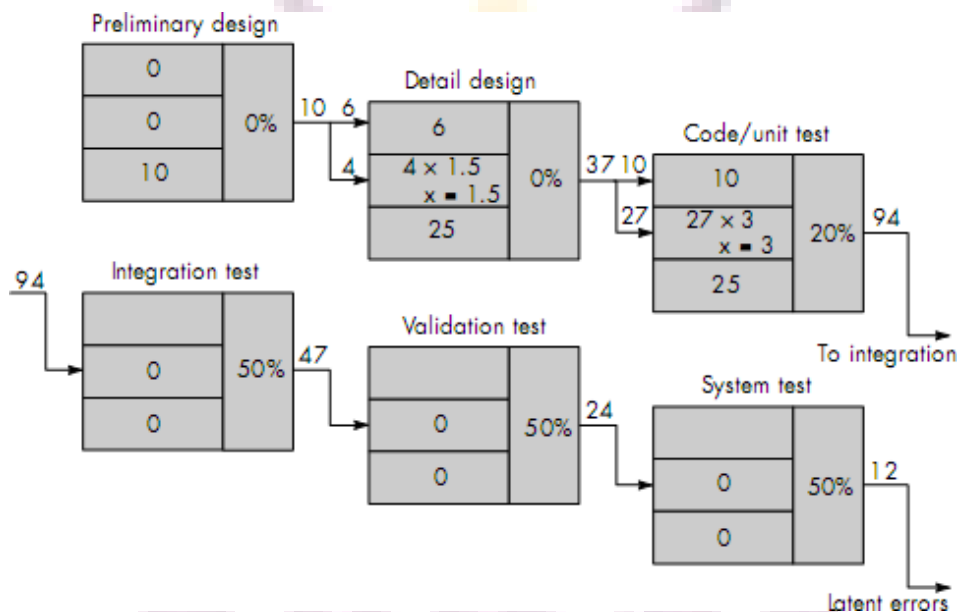 Preliminary design
0
0
10
0%
10 6
4
Detail design
6
4 × 1.5
x = 1.5
25
0%
37 10
27
Code/unit test
10
27 × 3
x = 3
25
20%
94
To integration
94
Integration test
0
0
50%
47
Validation test
0
0
50%
24
System test
0
0
50%
12
Latent errors